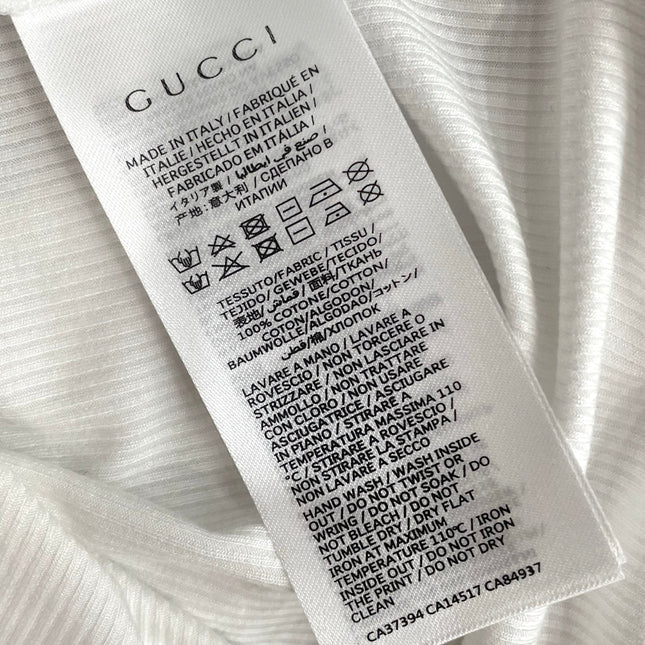 GUCCI
MADE IN ITALY / FABRIQUÉ EN
ITALIE / HECHO EN ITALIA /
HERGESTELLT IN ITALIEN /
FABRICADO EM ITÁLIA /
イタリア製 / صنع في ايطاليا /
产地: 意大利 / СДЕЛАНО В
ИТАЛИИ
TESSUTO/FABRIC / TISSU /
TEJIDO/ GEWEBE/TECIDO/
表地/ قماش/ 面料/ТКАНЬ
100% COTONE/COTTON/
COTON/ALGODON/
BAUMWOLLE/ALGODÃO/コットン/
قطن/棉/ХЛОПОК
LAVARE A MANO / LAVARE A
ROVESCIO / NON TORCERE O
STRIZZARE / NON LASCIARE IN
AMMOLLO / NON TRATTARE
CON CLORO / NON USARE
ASCIUGATRICE /ASCIUGARE
IN PIANO / STIRARE A
TEMPERATURA MASSIMA 110
°C / STIRARE A ROVESCIO /
NON STIRARE LA STAMPA /
NON LAVARE A SECCO
HAND WASH / WASH INSIDE
OUT / DO NOT TWIST OR
WRING / DO NOT SOAK / DO
NOT BLEACH / DO NOT
TUMBLE DRY / DRY FLAT
IRON AT MAXIMUM
TEMPERATURE 110℃ / IRON
INSIDE OUT / DO NOT IRON
THE PRINT / DO NOT DRY
CLEAN
CA37394 CA14517 CA84937